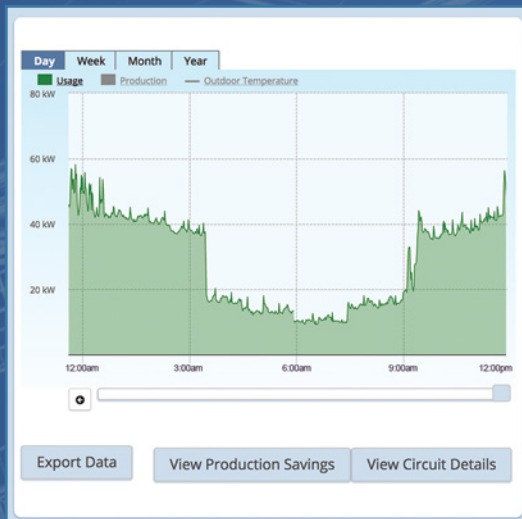 Day Week Month Year
Usage Production Outdoor Temperature
80 kW
60 kW
40 kW
20 kW
12:00am 3:00am 6:00am 9:00am 12:00pm
Export Data View Production Savings View Circuit Details